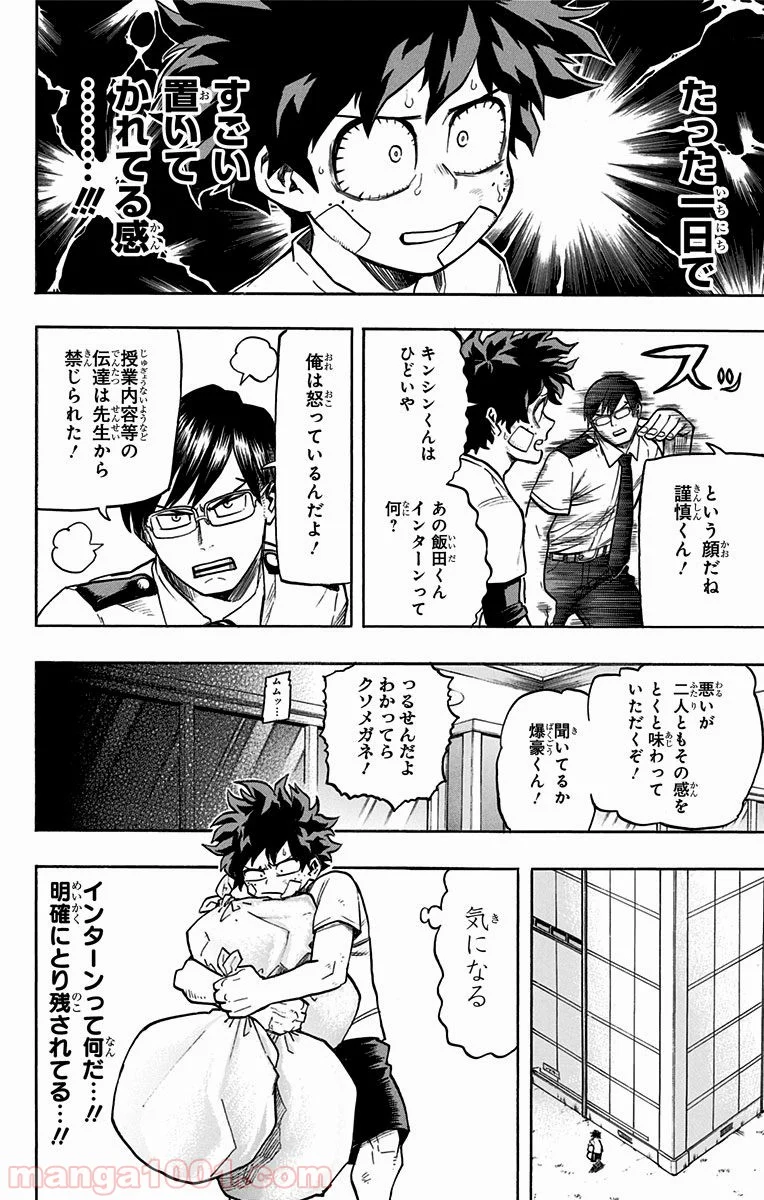 たった一日で
すごい
置いて
かれてる感
…………!!!
ズッ
という顔だね
謹慎くん!
キンシンくんは
ひどいや
あの飯田くん
インターンって
何?
俺は怒っているんだよ!
授業内容等の
伝達は先生から
禁じられた!
悪いが
二人ともその感を
とくと味わって
いただくぞ!
聞いてるか
爆豪くん!
つるせんだよ
わかってら
クソメガネ!
ムムッ…
気になる
インターンって何だ…!!
明確にとり残されてる…!!
manga1001.com